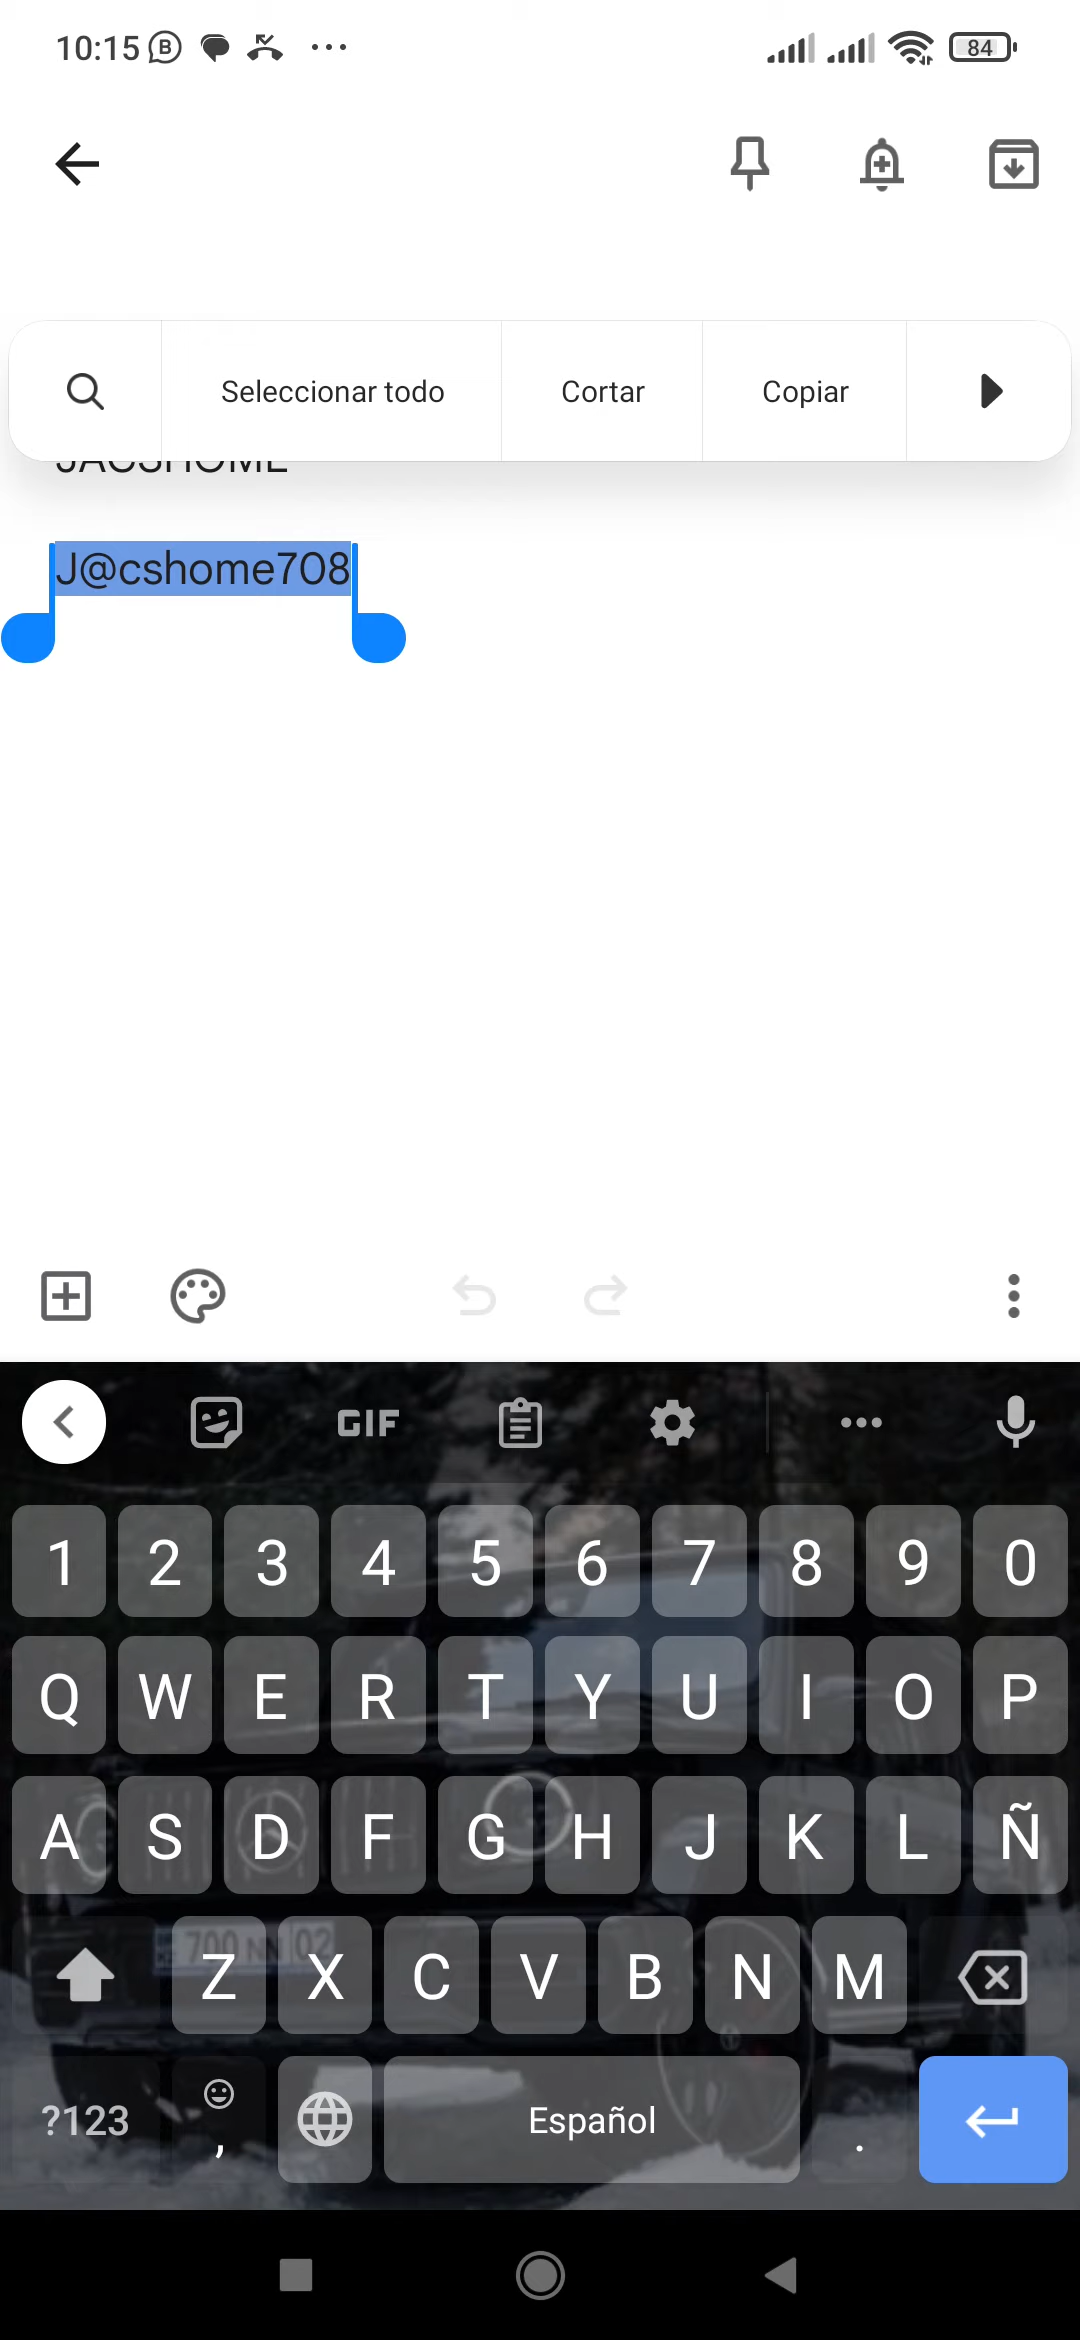 10:15 84
Seleccionar todo Cortar Copiar
JACSHOME
J@cshome708
GIF
1 2 3 4 5 6 7 8 9 0
Q W E R T Y U I O P
A S D F G H J K L Ñ
Z X C V B N M
?123 , Español .